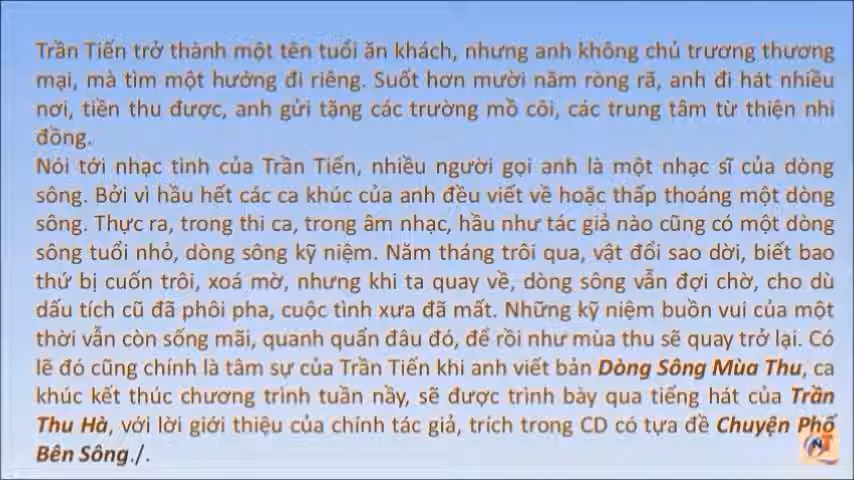 Trần Tiến trở thành một tên tuổi ăn khách, nhưng anh không chủ trương thương
mại, mà tìm một hướng đi riêng. Suốt hơn mười năm ròng rã, anh đi hát nhiều
nơi, tiền thu được, anh gửi tặng các trường mồ côi, các trung tâm từ thiện nhi
đồng.
Nói tới nhạc tình của Trần Tiến, nhiều người gọi anh là một nhạc sĩ của dòng
sông. Bởi vì hầu hết các ca khúc của anh đều viết về hoặc thấp thoáng một dòng
sông. Thực ra, trong thi ca, trong âm nhạc, hầu như tác giả nào cũng có một dòng
sông tuổi nhỏ, dòng sông kỹ niệm. Năm tháng trôi qua, vật đổi sao dời, biết bao
thứ bị cuốn trôi, xoá mờ, nhưng khi ta quay về, dòng sông vẫn đợi chờ, cho dù
dấu tích cũ đã phôi pha, cuộc tình xưa đã mất. Những kỹ niệm buồn vui của một
thời vẫn còn sống mãi, quanh quẩn đâu đó, để rồi như mùa thu sẽ quay trở lại. Có
lẽ đó cũng chính là tâm sự của Trần Tiến khi anh viết bản Dòng Sông Mùa Thu, ca
khúc kết thúc chương trình tuần nầy, sẽ được trình bày qua tiếng hát của Trần
Thu Hà, với lời giới thiệu của chính tác giả, trích trong CD có tựa đề Chuyện Phố
Bên Sông./.